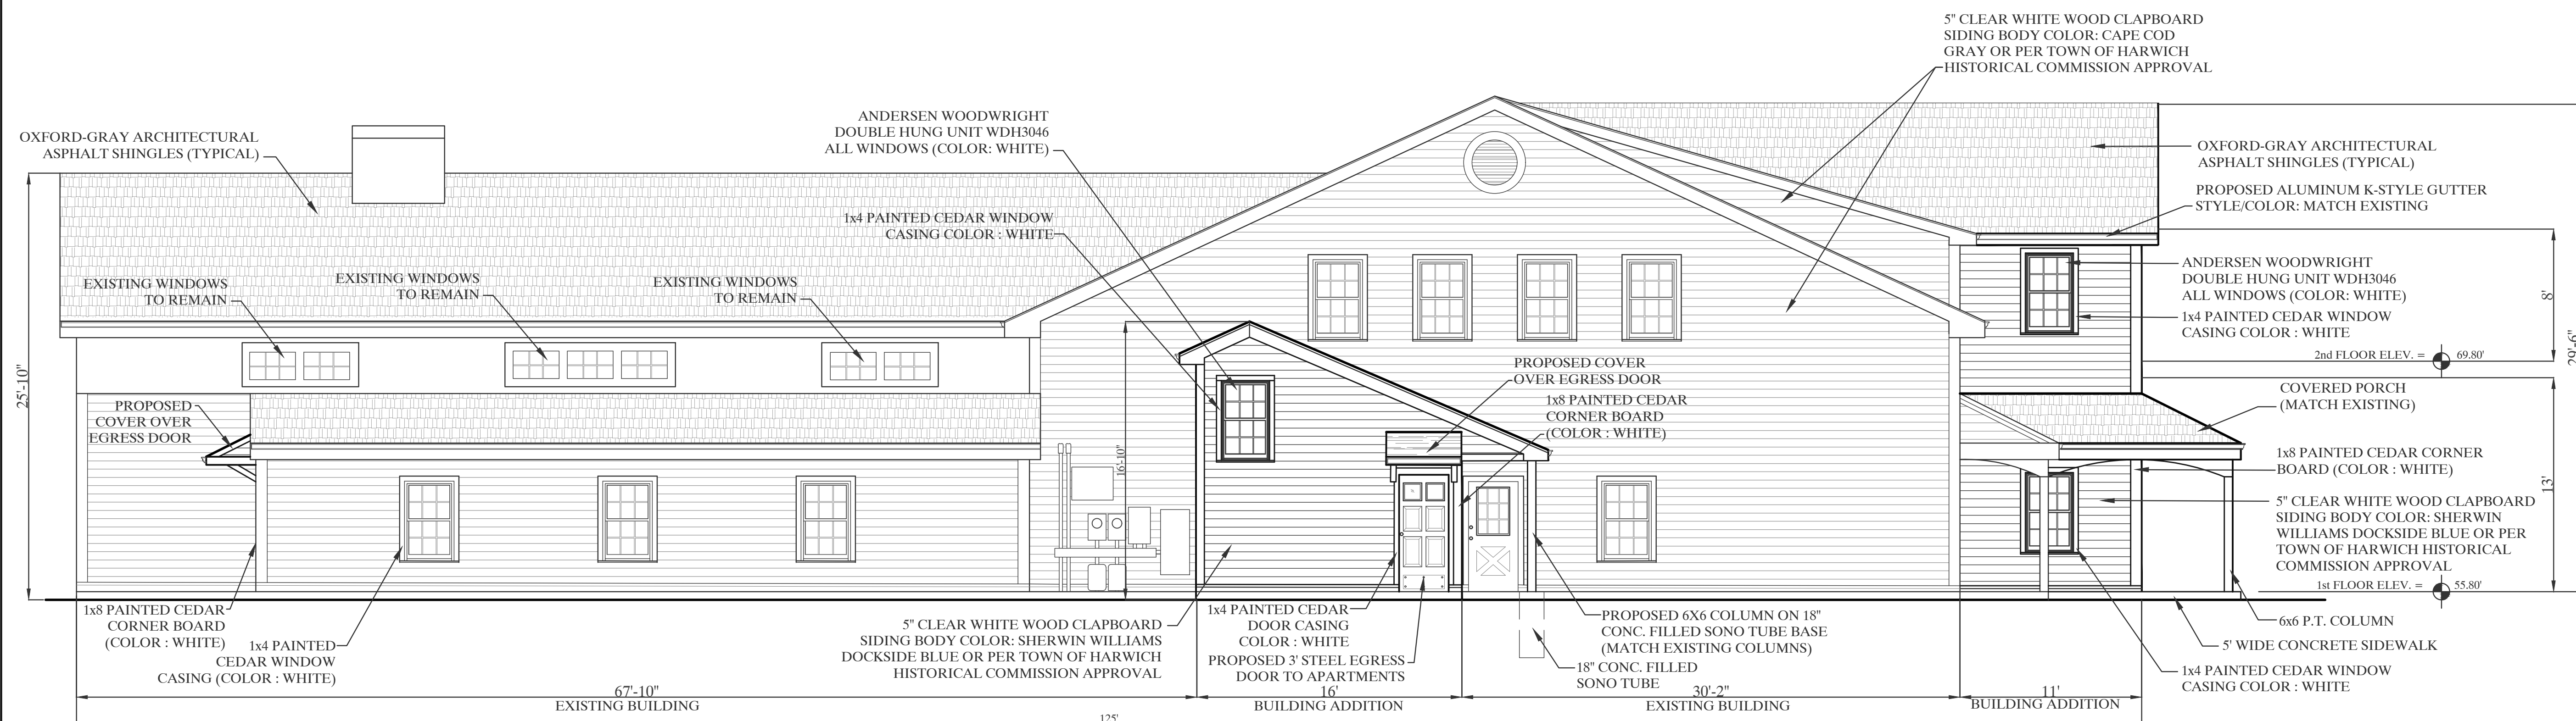 5" CLEAR WHITE WOOD CLAPBOARD
SIDING BODY COLOR: CAPE COD
GRAY OR PER TOWN OF HARWICH
HISTORICAL COMMISSION APPROVAL
OXFORD-GRAY ARCHITECTURAL
ASPHALT SHINGLES (TYPICAL)
ANDERSEN WOODWRIGHT
DOUBLE HUNG UNIT WDH3046
ALL WINDOWS (COLOR: WHITE)
1x4 PAINTED CEDAR WINDOW
CASING COLOR : WHITE
EXISTING WINDOWS
TO REMAIN
EXISTING WINDOWS
TO REMAIN
EXISTING WINDOWS
TO REMAIN
OXFORD-GRAY ARCHITECTURAL
ASPHALT SHINGLES (TYPICAL)
PROPOSED ALUMINUM K-STYLE GUTTER
STYLE/COLOR: MATCH EXISTING
ANDERSEN WOODWRIGHT
DOUBLE HUNG UNIT WDH3046
ALL WINDOWS (COLOR: WHITE)
1x4 PAINTED CEDAR WINDOW
CASING COLOR : WHITE
8'
29'-6"
2nd FLOOR ELEV. = 69.80'
25'-10"
PROPOSED
COVER OVER
EGRESS DOOR
PROPOSED COVER
OVER EGRESS DOOR
1x8 PAINTED CEDAR
CORNER BOARD
(COLOR : WHITE)
16'-10"
COVERED PORCH
(MATCH EXISTING)
1x8 PAINTED CEDAR CORNER
BOARD (COLOR : WHITE)
13'
5" CLEAR WHITE WOOD CLAPBOARD
SIDING BODY COLOR: SHERWIN
WILLIAMS DOCKSIDE BLUE OR PER
TOWN OF HARWICH HISTORICAL
COMMISSION APPROVAL
1st FLOOR ELEV. = 55.80'
1x8 PAINTED CEDAR
CORNER BOARD
(COLOR : WHITE)
1x4 PAINTED
CEDAR WINDOW
CASING (COLOR : WHITE)
5" CLEAR WHITE WOOD CLAPBOARD
SIDING BODY COLOR: SHERWIN WILLIAMS
DOCKSIDE BLUE OR PER TOWN OF HARWICH
HISTORICAL COMMISSION APPROVAL
1x4 PAINTED CEDAR
DOOR CASING
COLOR : WHITE
PROPOSED 3' STEEL EGRESS
DOOR TO APARTMENTS
PROPOSED 6X6 COLUMN ON 18"
CONC. FILLED SONO TUBE BASE
(MATCH EXISTING COLUMNS)
18" CONC. FILLED
SONO TUBE
6x6 P.T. COLUMN
5' WIDE CONCRETE SIDEWALK
1x4 PAINTED CEDAR WINDOW
CASING COLOR : WHITE
67'-10"
EXISTING BUILDING
16'
BUILDING ADDITION
30'-2"
EXISTING BUILDING
11'
BUILDING ADDITION
125'